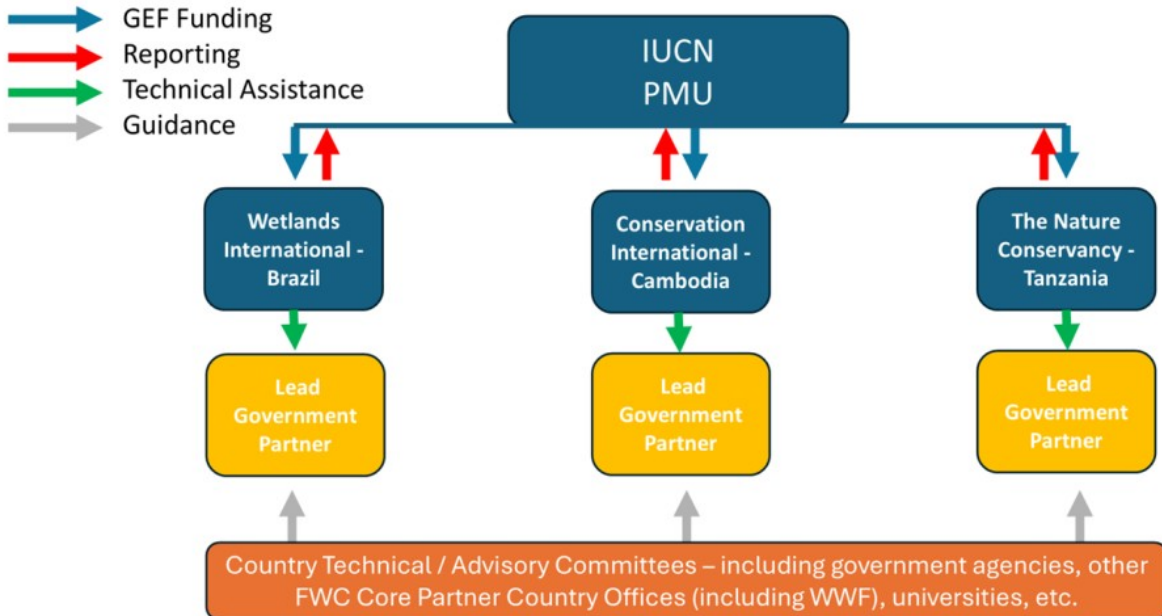 GEF Funding
Reporting
Technical Assistance
Guidance
IUCN
PMU
Wetlands
International -
Brazil
Conservation
International -
Cambodia
The Nature
Conservancy -
Tanzania
Lead
Government
Partner
Lead
Government
Partner
Lead
Government
Partner
Country Technical / Advisory Committees – including government agencies, other
FWC Core Partner Country Offices (including WWF), universities, etc.